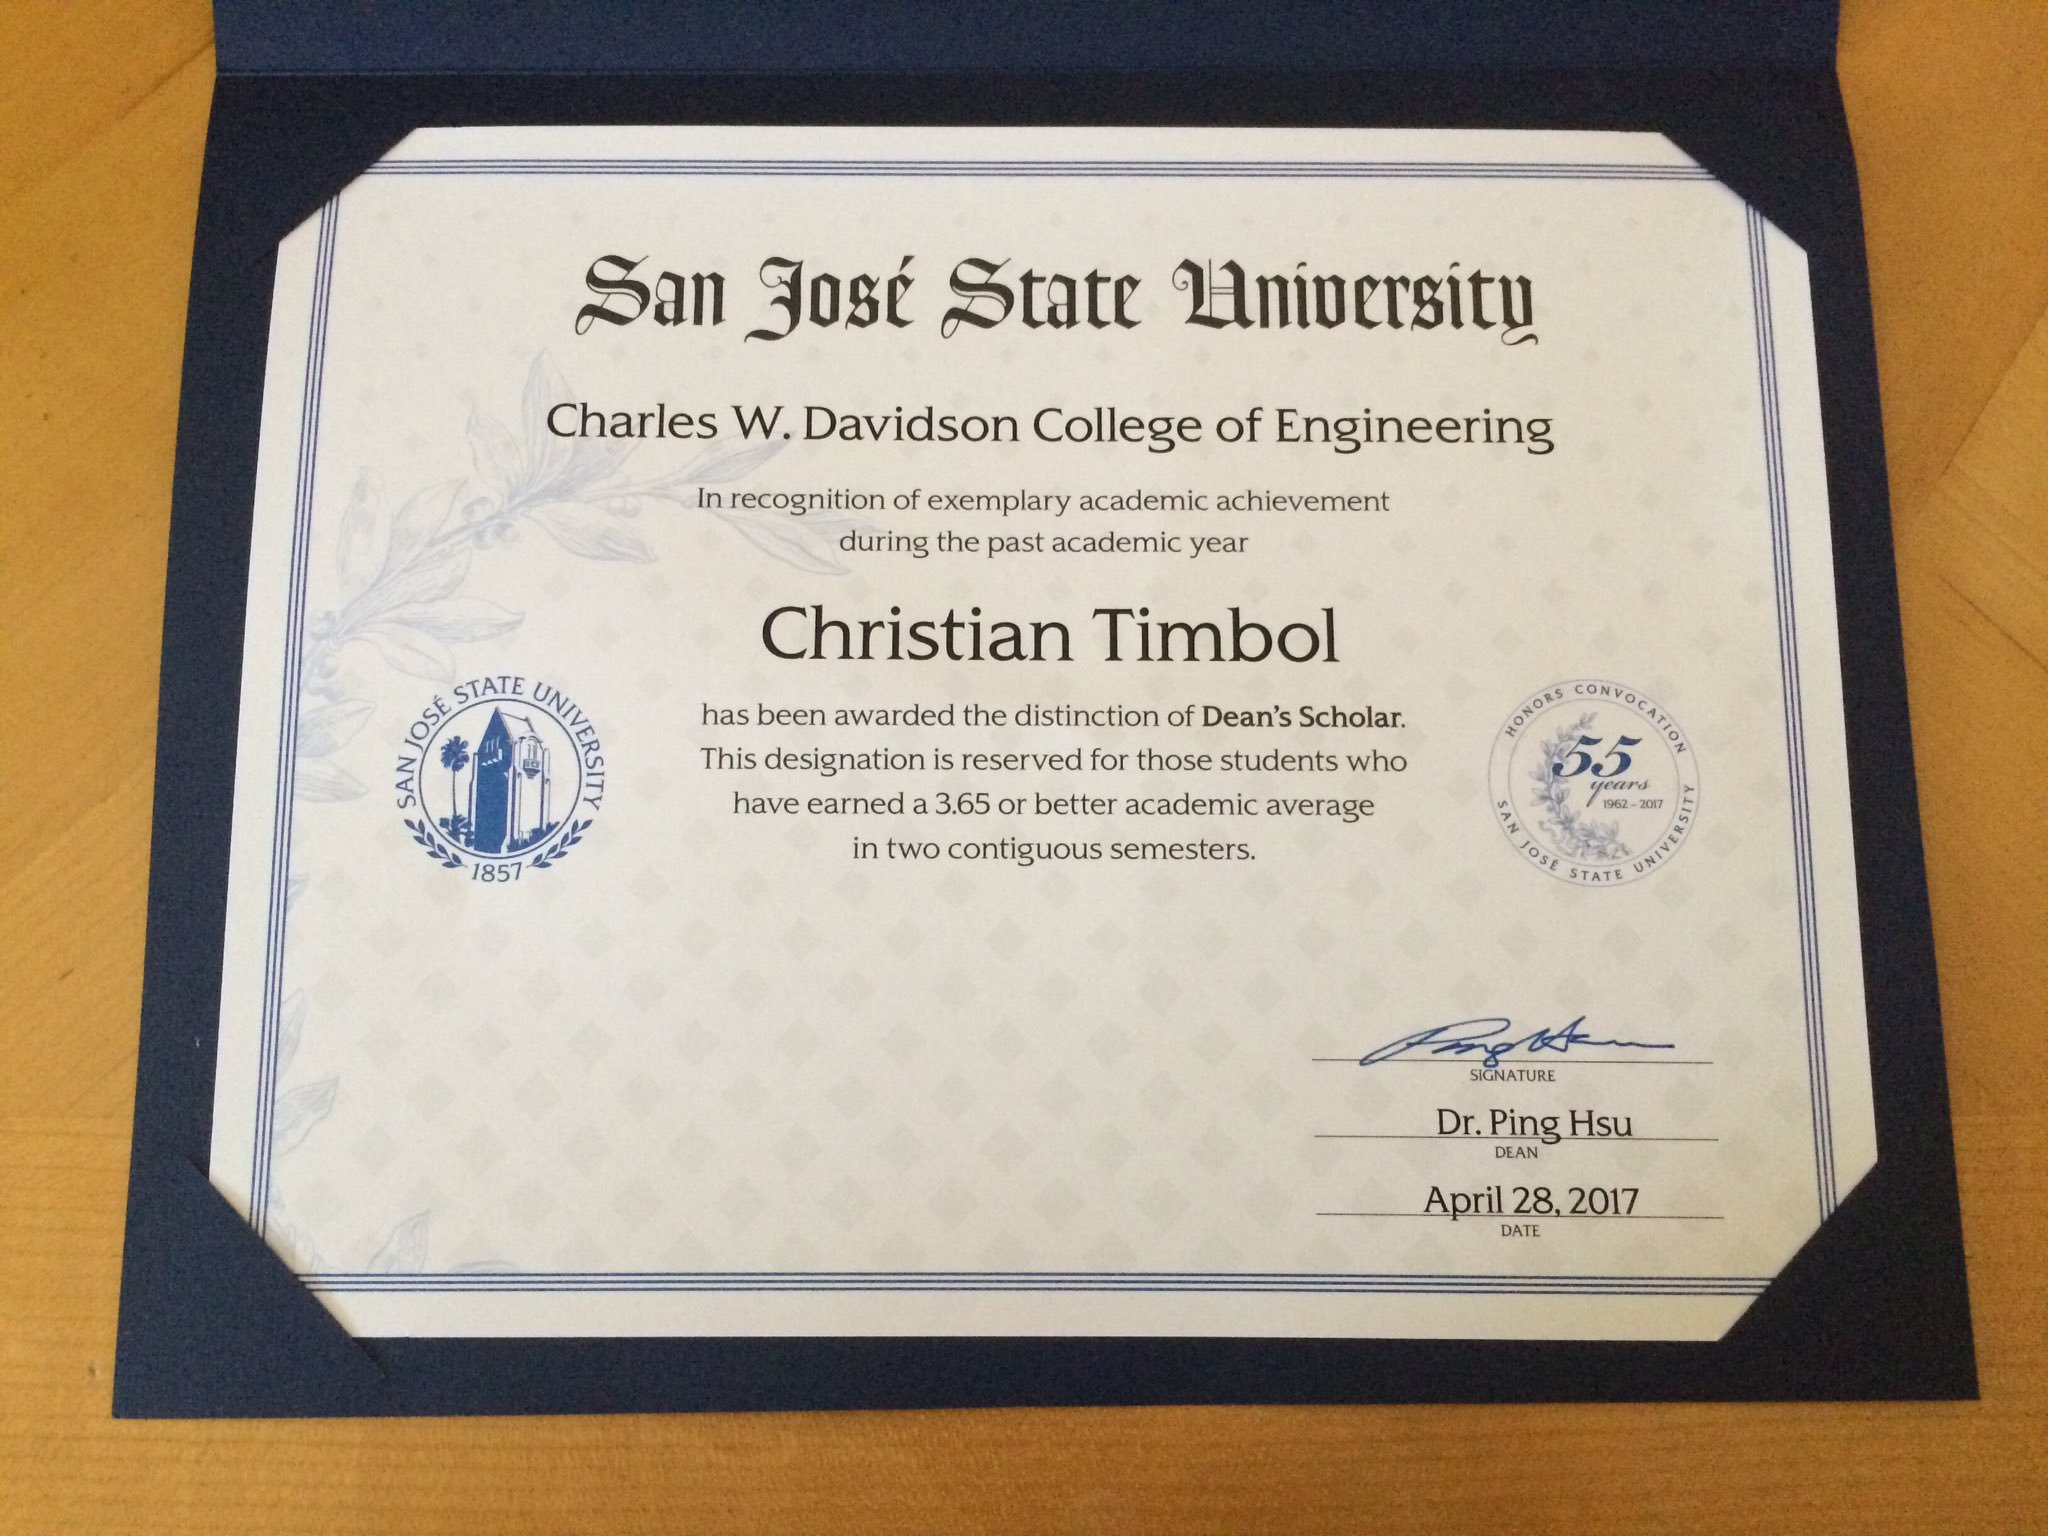 San José State University
Charles W. Davidson College of Engineering
In recognition of exemplary academic achievement
during the past academic year
Christian Timbol
has been awarded the distinction of Dean's Scholar.
This designation is reserved for those students who
have earned a 3.65 or better academic average
in two contiguous semesters.
SAN JOSÉ STATE UNIVERSITY
1857
HONORS CONVOCATION
55
years
1962 – 2017
SAN JOSÉ STATE UNIVERSITY
Ping Hsu
SIGNATURE
Dr. Ping Hsu
DEAN
April 28, 2017
DATE